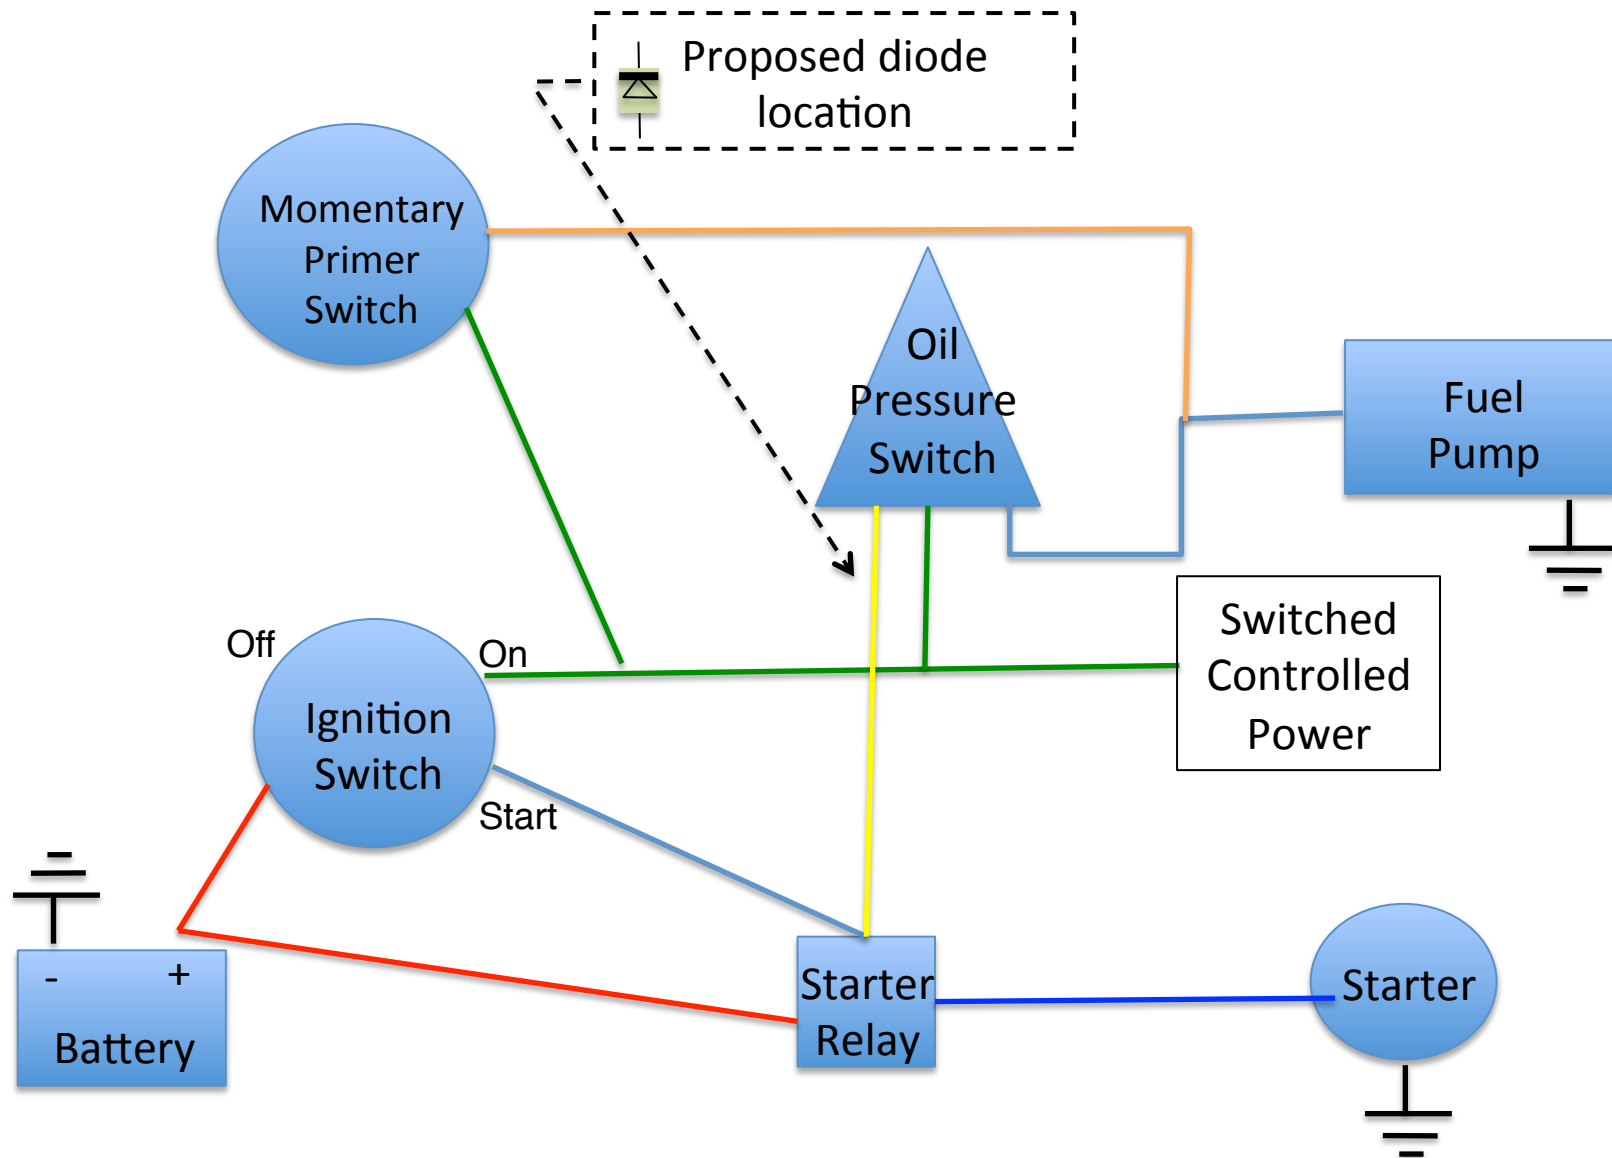 Proposed diode
location
Momentary
Primer
Switch
Oil
Pressure
Switch
Fuel
Pump
Off
On
Ignition
Switch
Start
Switched
Controlled
Power
- +
Battery
Starter
Relay
Starter